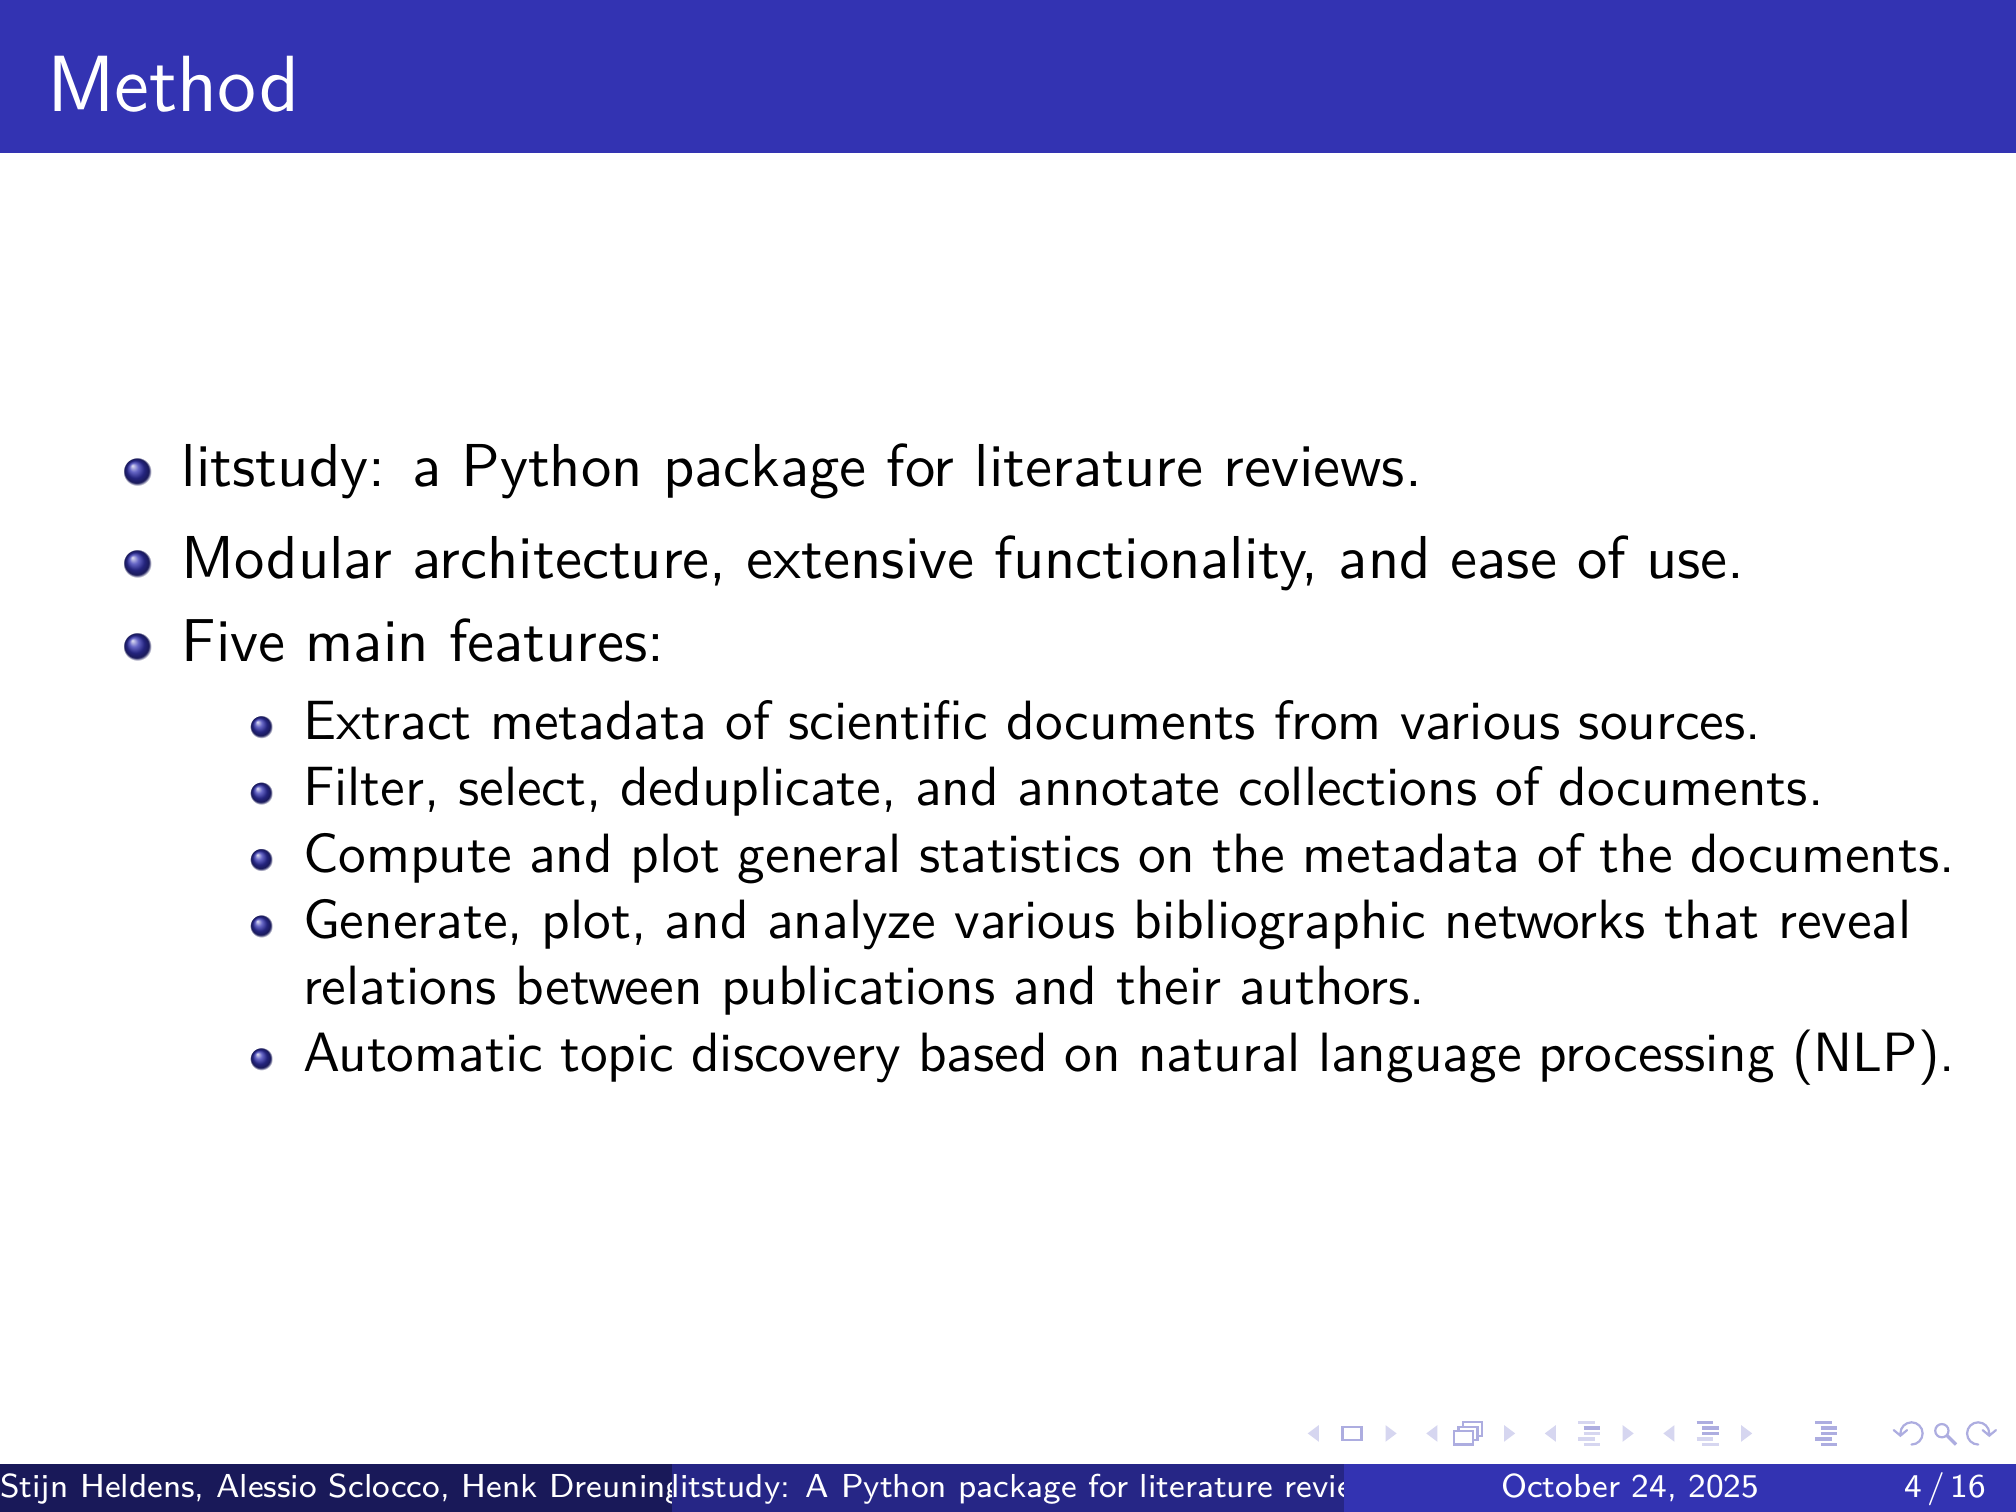 Method
litstudy: a Python package for literature reviews.
Modular architecture, extensive functionality, and ease of use.
Five main features:
Extract metadata of scientific documents from various sources.
Filter, select, deduplicate, and annotate collections of documents.
Compute and plot general statistics on the metadata of the documents.
Generate, plot, and analyze various bibliographic networks that reveal
relations between publications and their authors.
Automatic topic discovery based on natural language processing (NLP).
Stijn Heldens, Alessio Sclocco, Henk Dreuning litstudy: A Python package for literature revie October 24, 2025 4 / 16